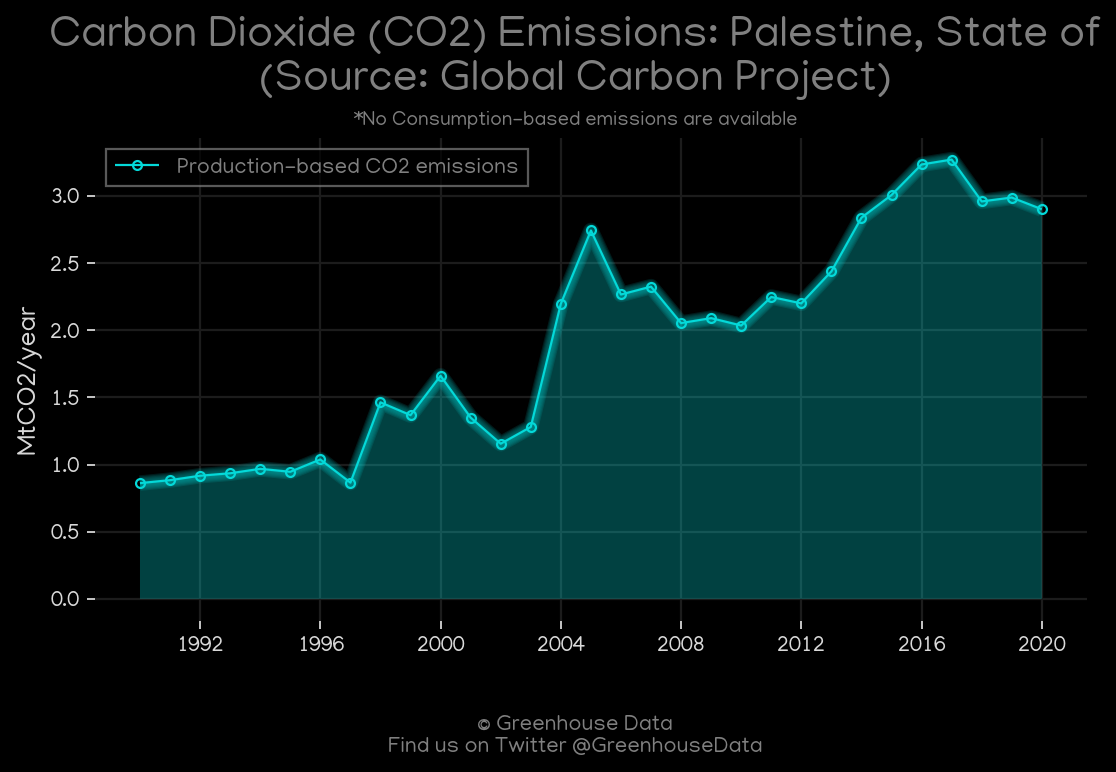 Carbon Dioxide (CO2) Emissions: Palestine, State of
(Source: Global Carbon Project)
*No Consumption-based emissions are available
Production-based CO2 emissions
MtCO2/year
3.0
2.5
2.0
1.5
1.0
0.5
0.0
1992 1996 2000 2004 2008 2012 2016 2020
© Greenhouse Data
Find us on Twitter @GreenhouseData